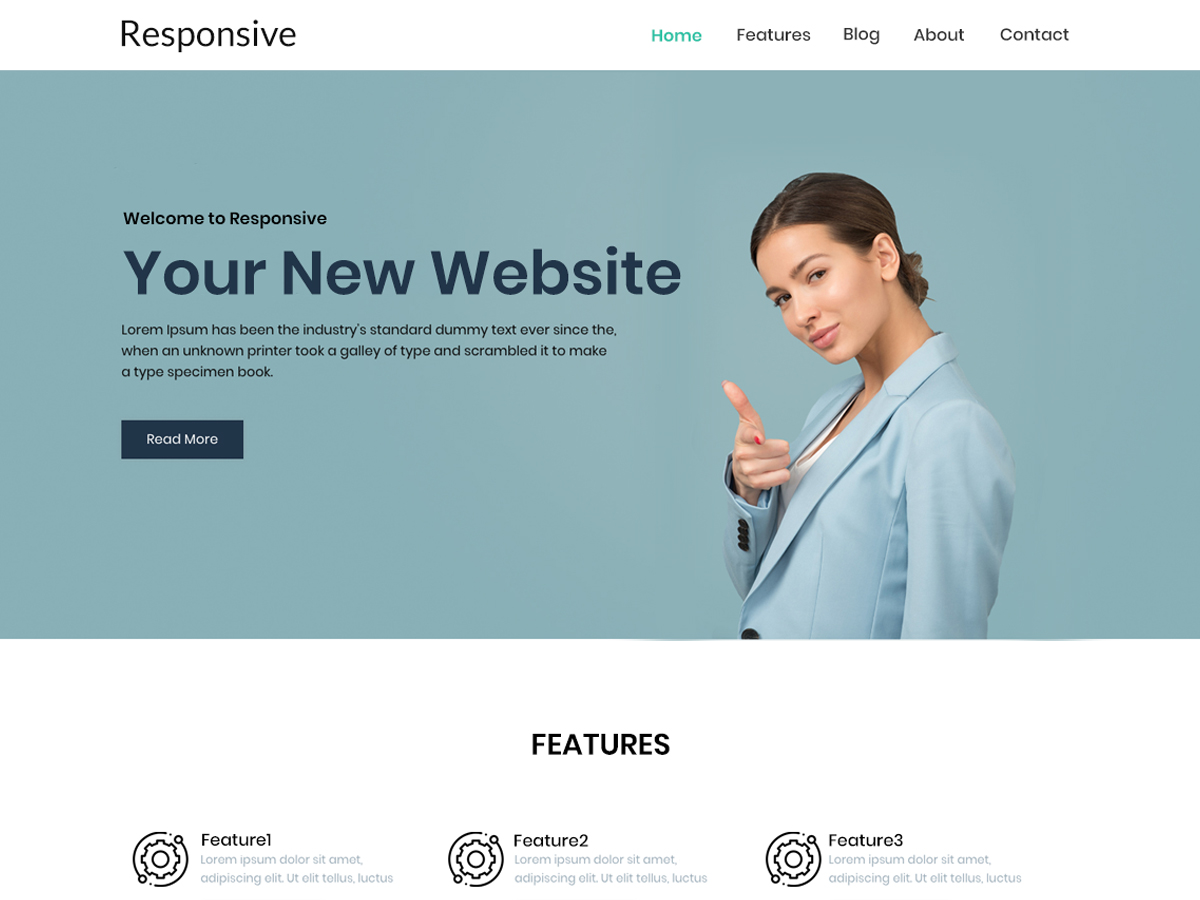 Responsive
Home Features Blog About Contact
Welcome to Responsive
Your New Website
Lorem Ipsum has been the industry's standard dummy text ever since the,
when an unknown printer took a galley of type and scrambled it to make
a type specimen book.
Read More
FEATURES
Feature1
Lorem ipsum dolor sit amet,
adipiscing elit. Ut elit tellus, luctus
Feature2
Lorem ipsum dolor sit amet,
adipiscing elit. Ut elit tellus, luctus
Feature3
Lorem ipsum dolor sit amet,
adipiscing elit. Ut elit tellus, luctus